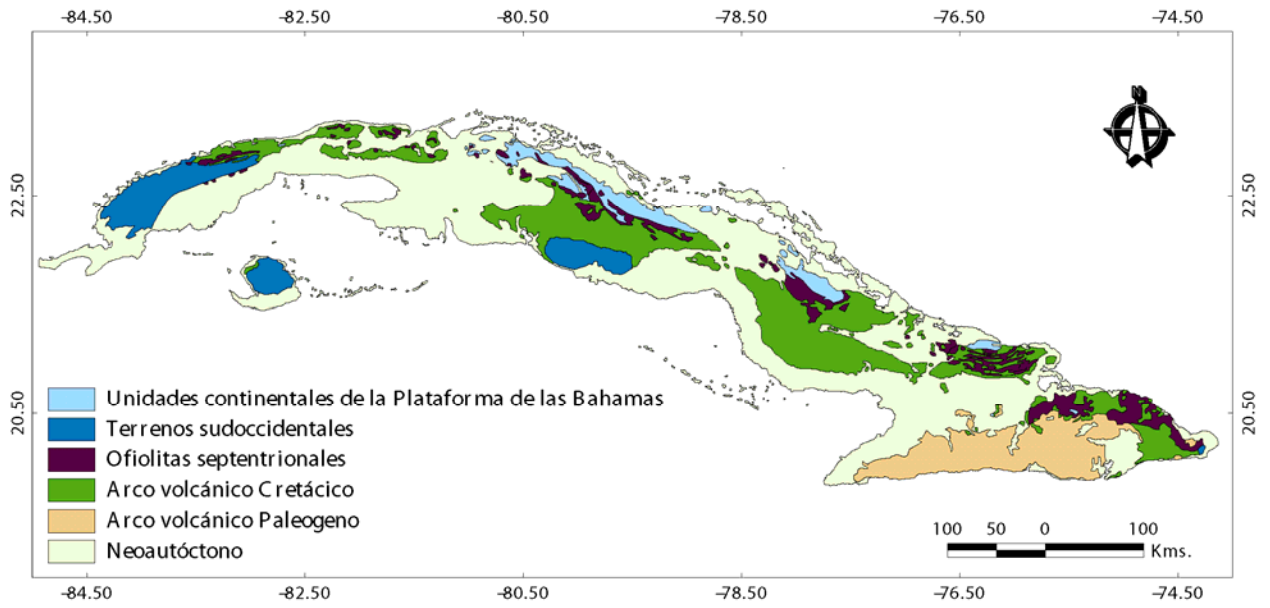 -84.50 -82.50 -80.50 -78.50 -76.50 -74.50
N
22.50 22.50
20.50 20.50
Unidades continentales de la Plataforma de las Bahamas
Terrenos sudoccidentales
Ofiolitas septentrionales
Arco volcánico Cretácico
Arco volcánico Paleogeno
Neoautóctono
100 50 0 100
Kms.
-84.50 -82.50 -80.50 -78.50 -76.50 -74.50